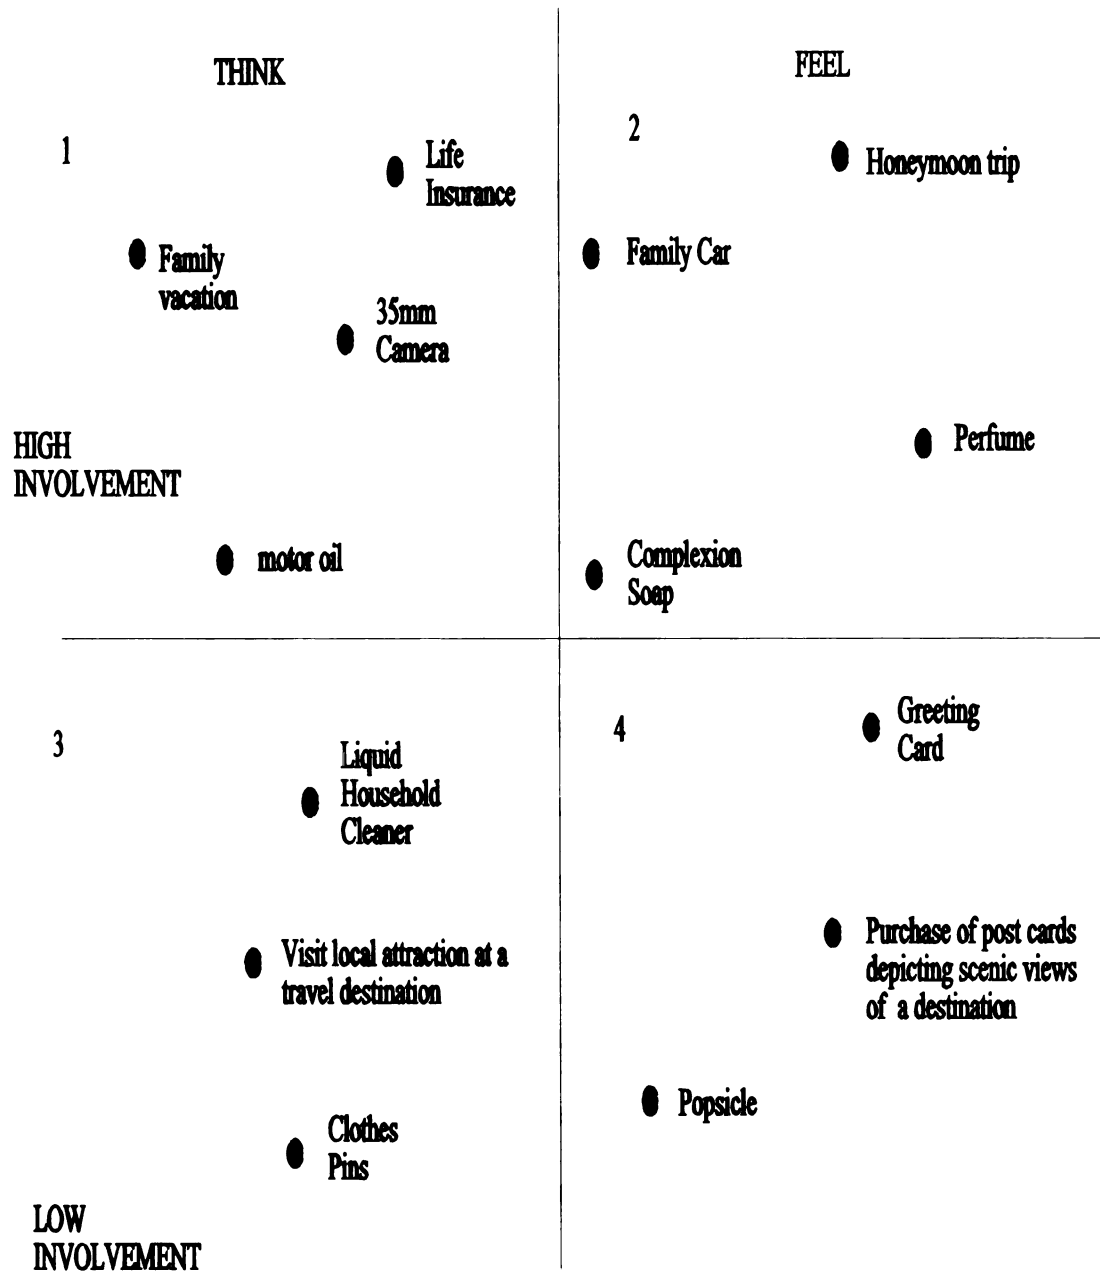 THINK
FEEL
1
2
Life
Insurance
Honeymoon trip
Family
vacation
Family Car
35mm
Camera
HIGH
INVOLVEMENT
Perfume
motor oil
Complexion
Soap
3
4
Greeting
Card
Liquid
Household
Cleaner
Visit local attraction at a
travel destination
Purchase of post cards
depicting scenic views
of a destination
Popsicle
Clothes
Pins
LOW
INVOLVEMENT